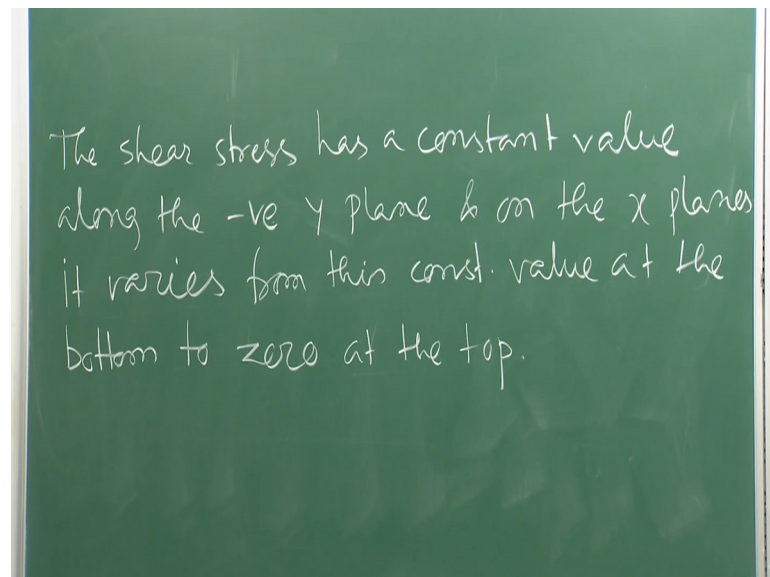 The shear stress has a constant value
along the -ve y plane & on the x planes
it varies from this const. value at the
bottom to zero at the top.